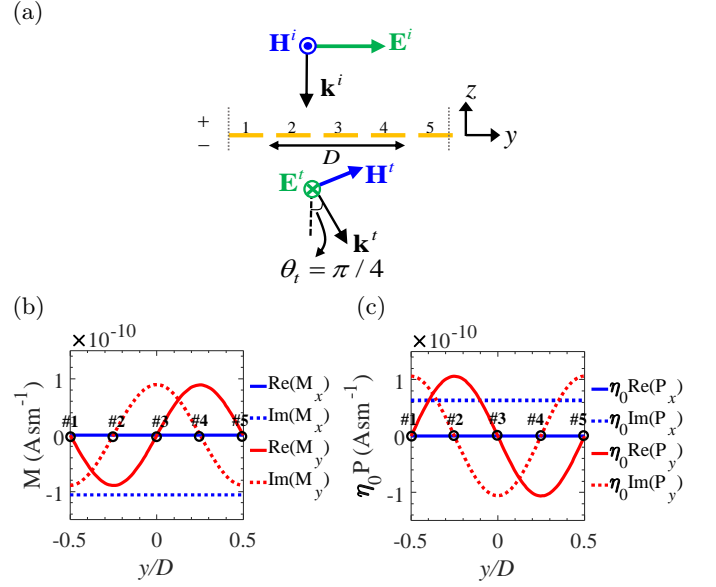 (a)
H^i E^i
k^i
z
+ 1 2 3 4 5
− D y
E^t H^t
k^t
θ_t = π / 4
(b) (c)
×10^-10 ×10^-10
M (Asm^-1)
1
0
-1
#1 #2 #3 #4 #5
-0.5 0 0.5
y/D
Re(M_x)
Im(M_x)
Re(M_y)
Im(M_y)
η_0P (Asm^-1)
1
0
-1
#1 #2 #3 #4 #5
-0.5 0 0.5
y/D
η_0Re(P_x)
η_0Im(P_x)
η_0Re(P_y)
η_0Im(P_y)